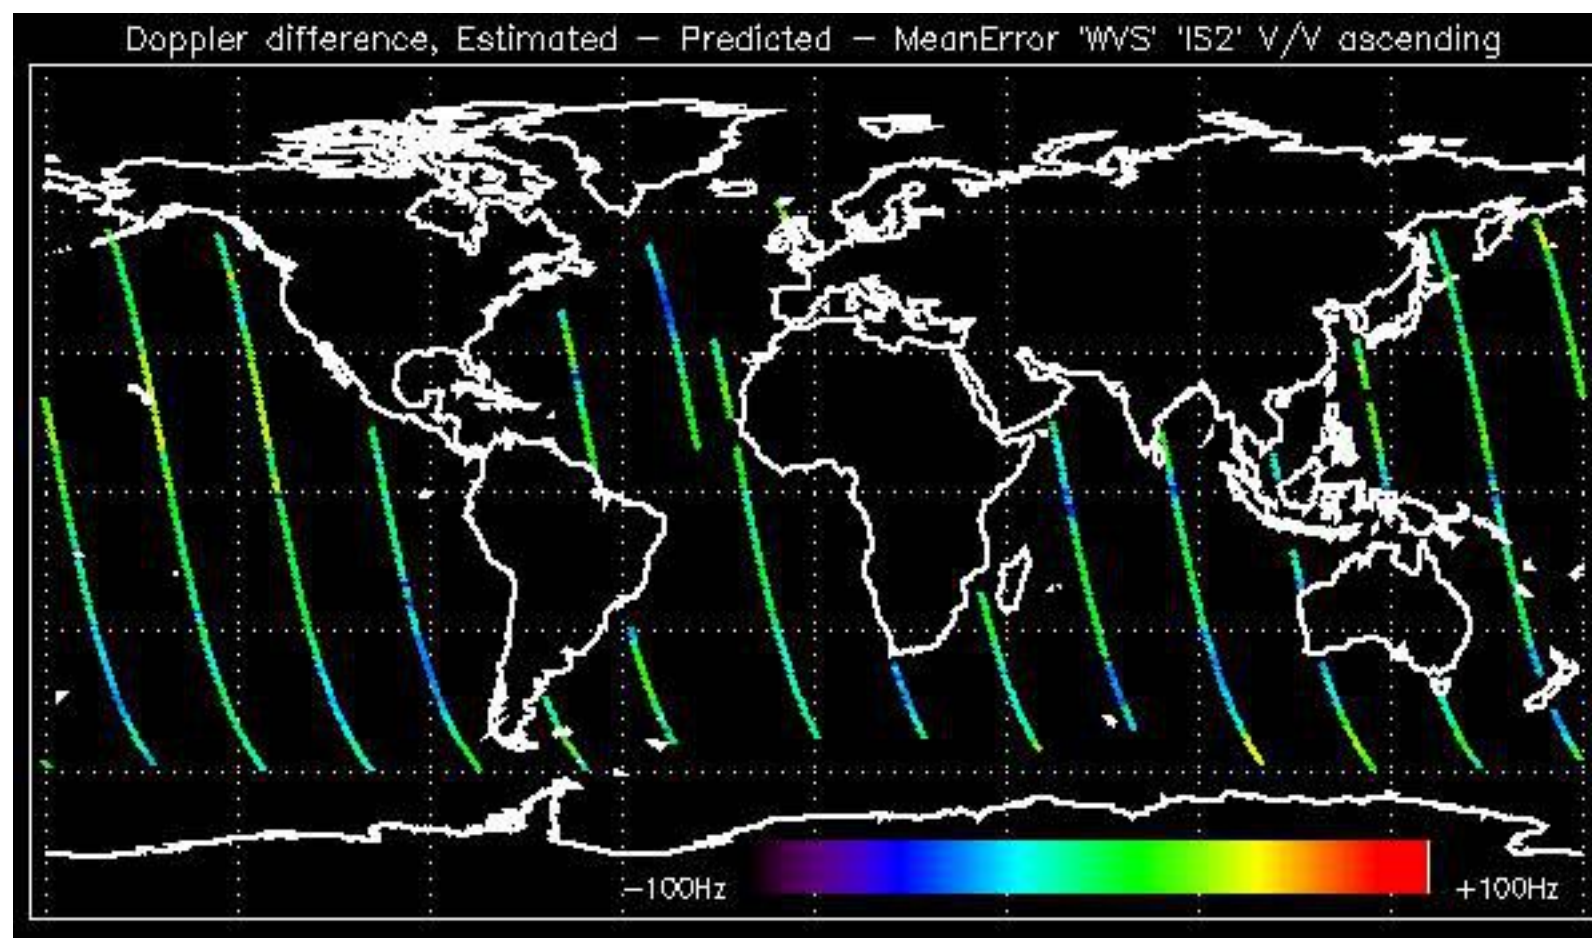 Doppler difference, Estimated – Predicted – MeanError 'WVS' 'IS2' V/V ascending
–100Hz +100Hz